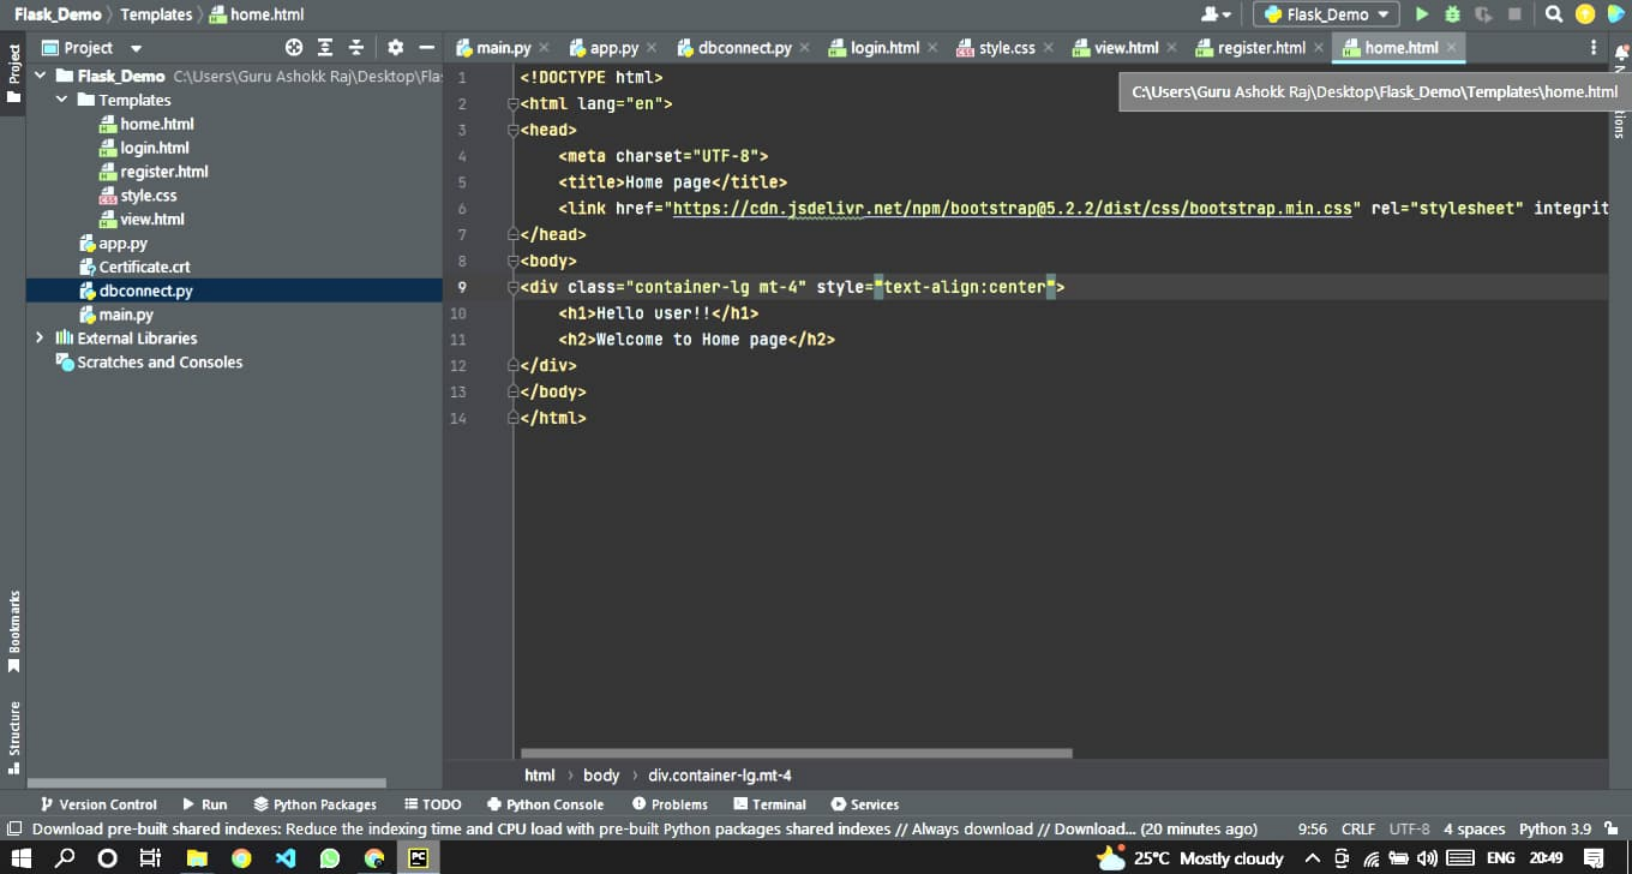 Flask_Demo Templates home.html
Flask_Demo
Project
main.py app.py dbconnect.py login.html style.css view.html register.html home.html
C:\Users\Guru Ashokk Raj\Desktop\Flask_Demo\Templates\home.html
Project
Flask_Demo C:\Users\Guru Ashokk Raj\Desktop\Fla
Templates
home.html
login.html
register.html
style.css
view.html
app.py
Certificate.crt
dbconnect.py
main.py
External Libraries
Scratches and Consoles
1 <!DOCTYPE html>
2 <html lang="en">
3 <head>
4 <meta charset="UTF-8">
5 <title>Home page</title>
6 <link href="https://cdn.jsdelivr.net/npm/bootstrap@5.2.2/dist/css/bootstrap.min.css" rel="stylesheet" integrit
7 </head>
8 <body>
9 <div class="container-lg mt-4" style="text-align:center">
10 <h1>Hello user!!</h1>
11 <h2>Welcome to Home page</h2>
12 </div>
13 </body>
14 </html>
Bookmarks
Structure
html body div.container-lg.mt-4
Version Control Run Python Packages TODO Python Console Problems Terminal Services
Download pre-built shared indexes: Reduce the indexing time and CPU load with pre-built Python packages shared indexes // Always download // Download... (20 minutes ago) 9:56 CRLF UTF-8 4 spaces Python 3.9
PC 25°C Mostly cloudy ENG 20:49